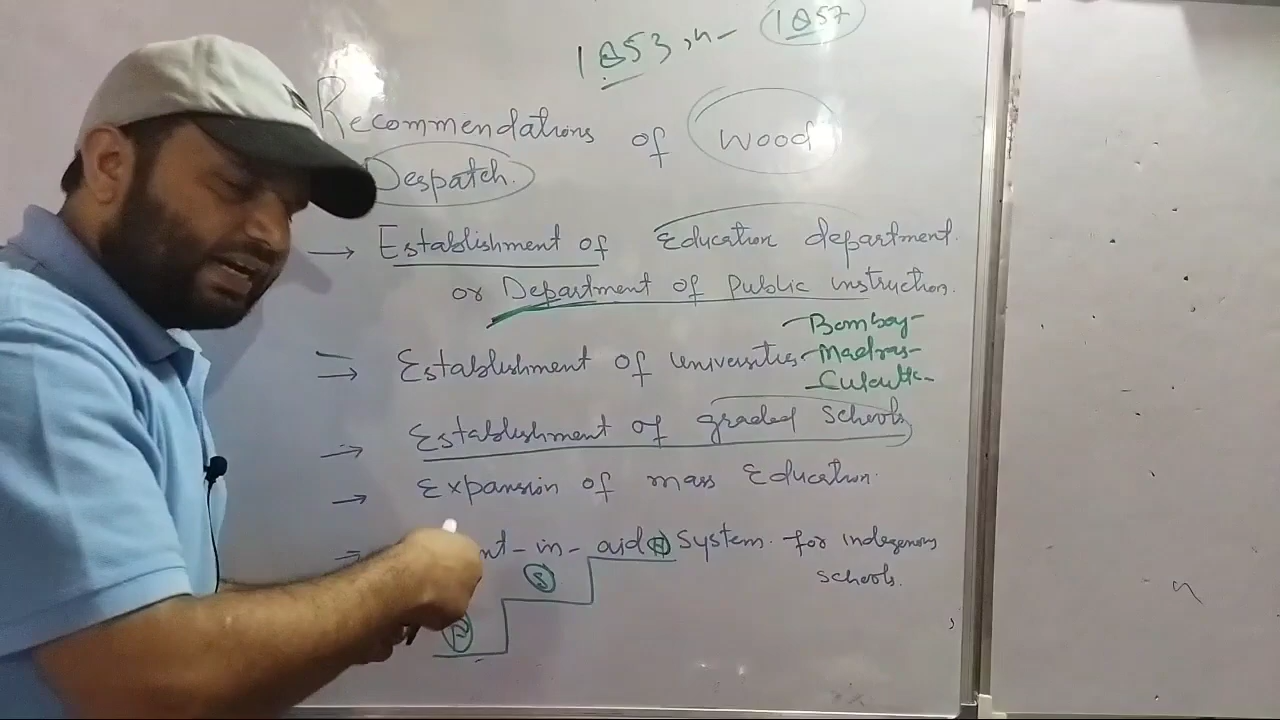 1853 - 1857
Recommendations of Wood
Despatch.
→ Establishment of Education department.
or Department of Public instruction.
→ Establishment of universities - Bombay -
- Madras -
- Culcutta -
→ Establishment of graded schools
→ Expansion of mass Education.
→ nt-in-aid system. for indegenous
schools.
H
S
P